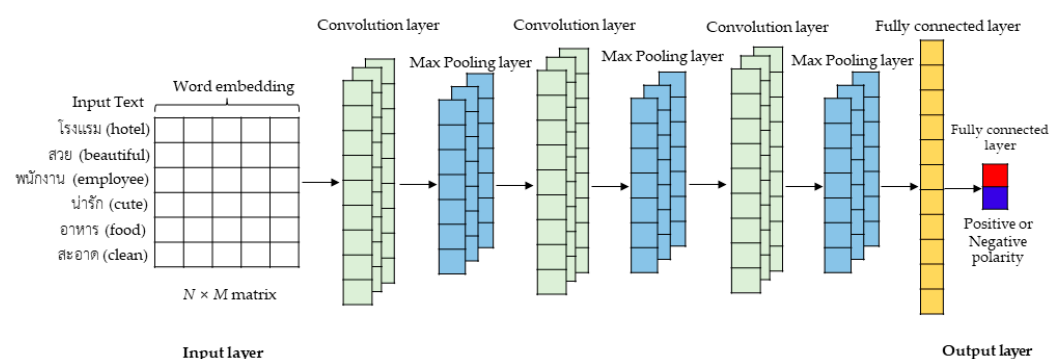 Convolution layer
Convolution layer
Convolution layer
Fully connected layer
Max Pooling layer
Max Pooling layer
Max Pooling layer
Word embedding
Input Text
โรงแรม (hotel)
สวย (beautiful)
พนักงาน (employee)
น่ารัก (cute)
อาหาร (food)
สะอาด (clean)
N × M matrix
Fully connected
layer
Positive or
Negative
polarity
Input layer
Output layer